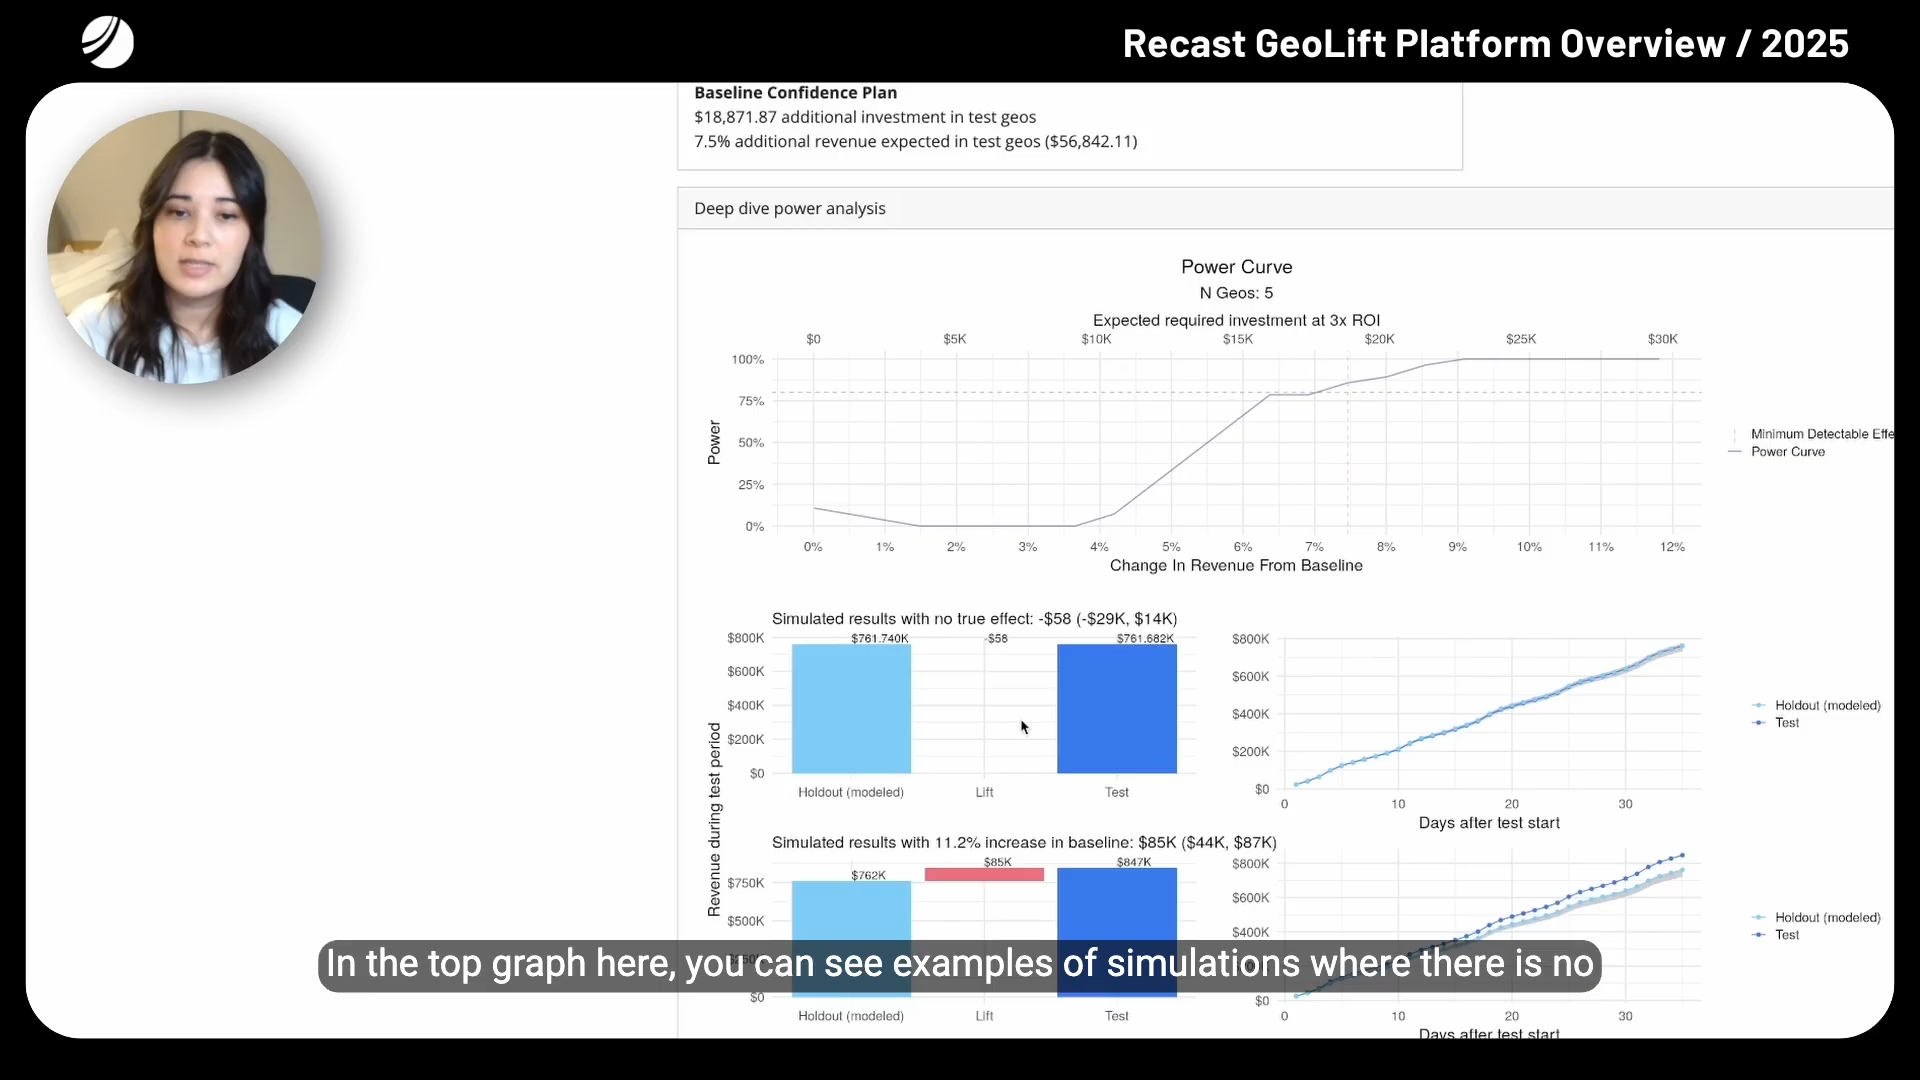 Recast GeoLift Platform Overview / 2025
Baseline Confidence Plan
$18,871.87 additional investment in test geos
7.5% additional revenue expected in test geos ($56,842.11)
Deep dive power analysis
Power Curve
N Geos: 5
Expected required investment at 3x ROI
$0 $5K $10K $15K $20K $25K $30K
100%
75%
50%
25%
0%
Power
0% 1% 2% 3% 4% 5% 6% 7% 8% 9% 10% 11% 12%
Change In Revenue From Baseline
Minimum Detectable Effe
Power Curve
Revenue during test period
Simulated results with no true effect: -$58 (-$29K, $14K)
$761.740K -$58 $761.682K
$800K
$600K
$400K
$200K
$0
Holdout (modeled) Lift Test
$800K
$600K
$400K
$200K
$0
0 10 20 30
Days after test start
Holdout (modeled)
Test
Simulated results with 11.2% increase in baseline: $85K ($44K, $87K)
$762K $85K $847K
$750K
$500K
$0
Holdout (modeled) Lift Test
$800K
$600K
$400K
$0
0 10 20 30
Days after test start
Holdout (modeled)
Test
In the top graph here, you can see examples of simulations where there is no